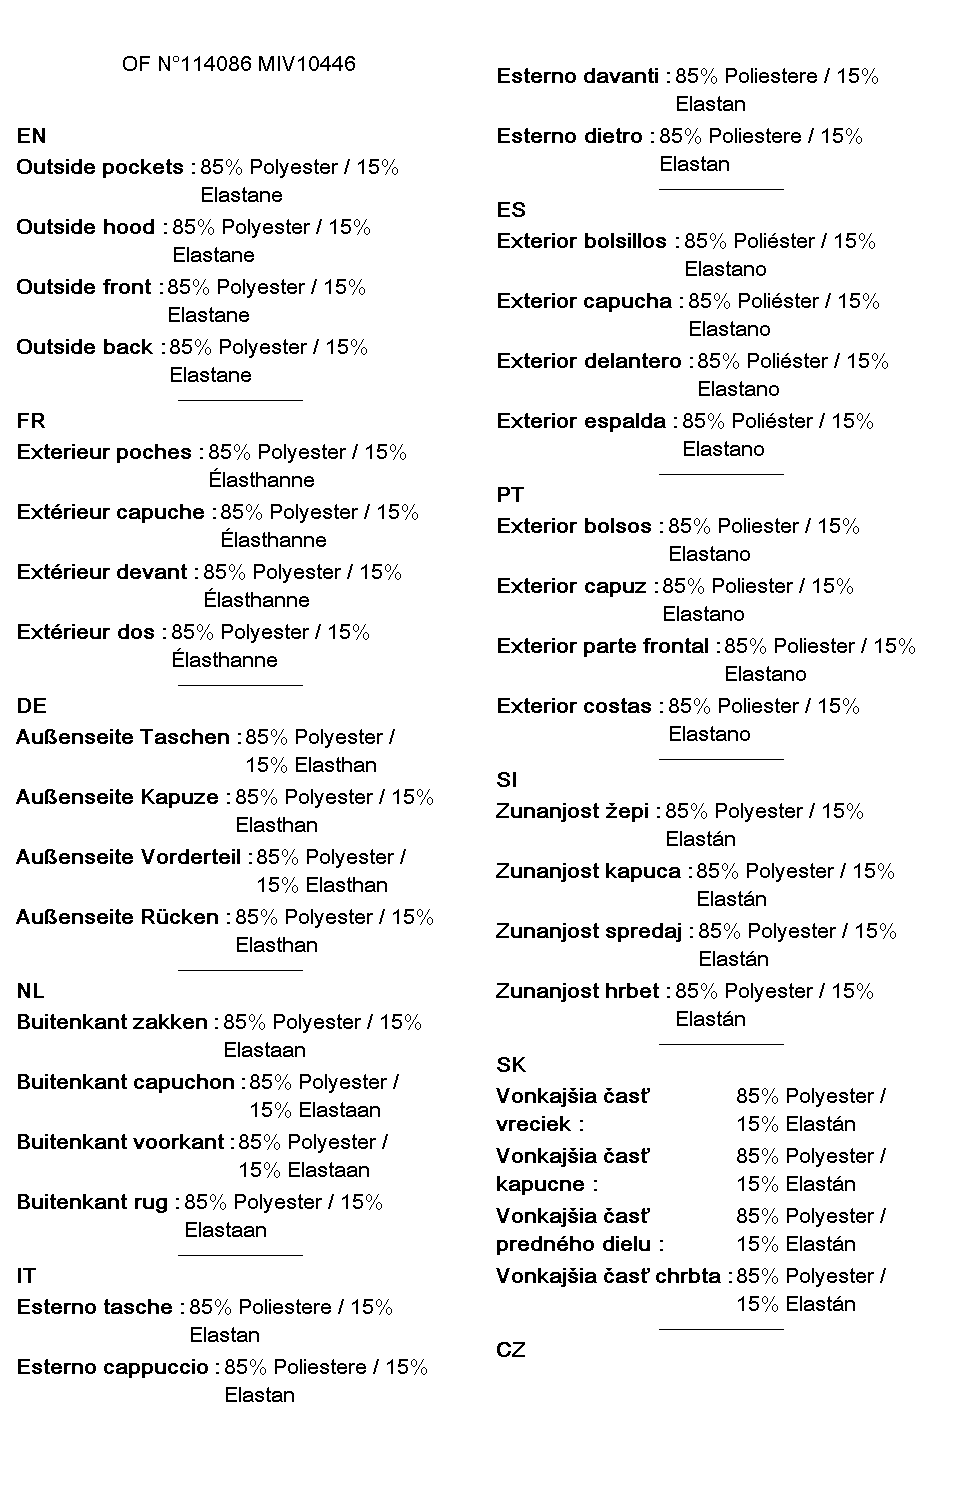 OF N°114086 MIV10446
EN
Outside pockets : 85% Polyester / 15%
Elastane
Outside hood : 85% Polyester / 15%
Elastane
Outside front : 85% Polyester / 15%
Elastane
Outside back : 85% Polyester / 15%
Elastane
FR
Exterieur poches : 85% Polyester / 15%
Élasthanne
Extérieur capuche : 85% Polyester / 15%
Élasthanne
Extérieur devant : 85% Polyester / 15%
Élasthanne
Extérieur dos : 85% Polyester / 15%
Élasthanne
DE
Außenseite Taschen : 85% Polyester /
15% Elasthan
Außenseite Kapuze : 85% Polyester / 15%
Elasthan
Außenseite Vorderteil : 85% Polyester /
15% Elasthan
Außenseite Rücken : 85% Polyester / 15%
Elasthan
NL
Buitenkant zakken : 85% Polyester / 15%
Elastaan
Buitenkant capuchon : 85% Polyester /
15% Elastaan
Buitenkant voorkant : 85% Polyester /
15% Elastaan
Buitenkant rug : 85% Polyester / 15%
Elastaan
IT
Esterno tasche : 85% Poliestere / 15%
Elastan
Esterno cappuccio : 85% Poliestere / 15%
Elastan
Esterno davanti : 85% Poliestere / 15%
Elastan
Esterno dietro : 85% Poliestere / 15%
Elastan
ES
Exterior bolsillos : 85% Poliéster / 15%
Elastano
Exterior capucha : 85% Poliéster / 15%
Elastano
Exterior delantero : 85% Poliéster / 15%
Elastano
Exterior espalda : 85% Poliéster / 15%
Elastano
PT
Exterior bolsos : 85% Poliester / 15%
Elastano
Exterior capuz : 85% Poliester / 15%
Elastano
Exterior parte frontal : 85% Poliester / 15%
Elastano
Exterior costas : 85% Poliester / 15%
Elastano
SI
Zunanjost žepi : 85% Polyester / 15%
Elastán
Zunanjost kapuca : 85% Polyester / 15%
Elastán
Zunanjost spredaj : 85% Polyester / 15%
Elastán
Zunanjost hrbet : 85% Polyester / 15%
Elastán
SK
Vonkajšia časť 85% Polyester /
vreciek : 15% Elastán
Vonkajšia časť 85% Polyester /
kapucne : 15% Elastán
Vonkajšia časť 85% Polyester /
predného dielu : 15% Elastán
Vonkajšia časť chrbta : 85% Polyester /
15% Elastán
CZ